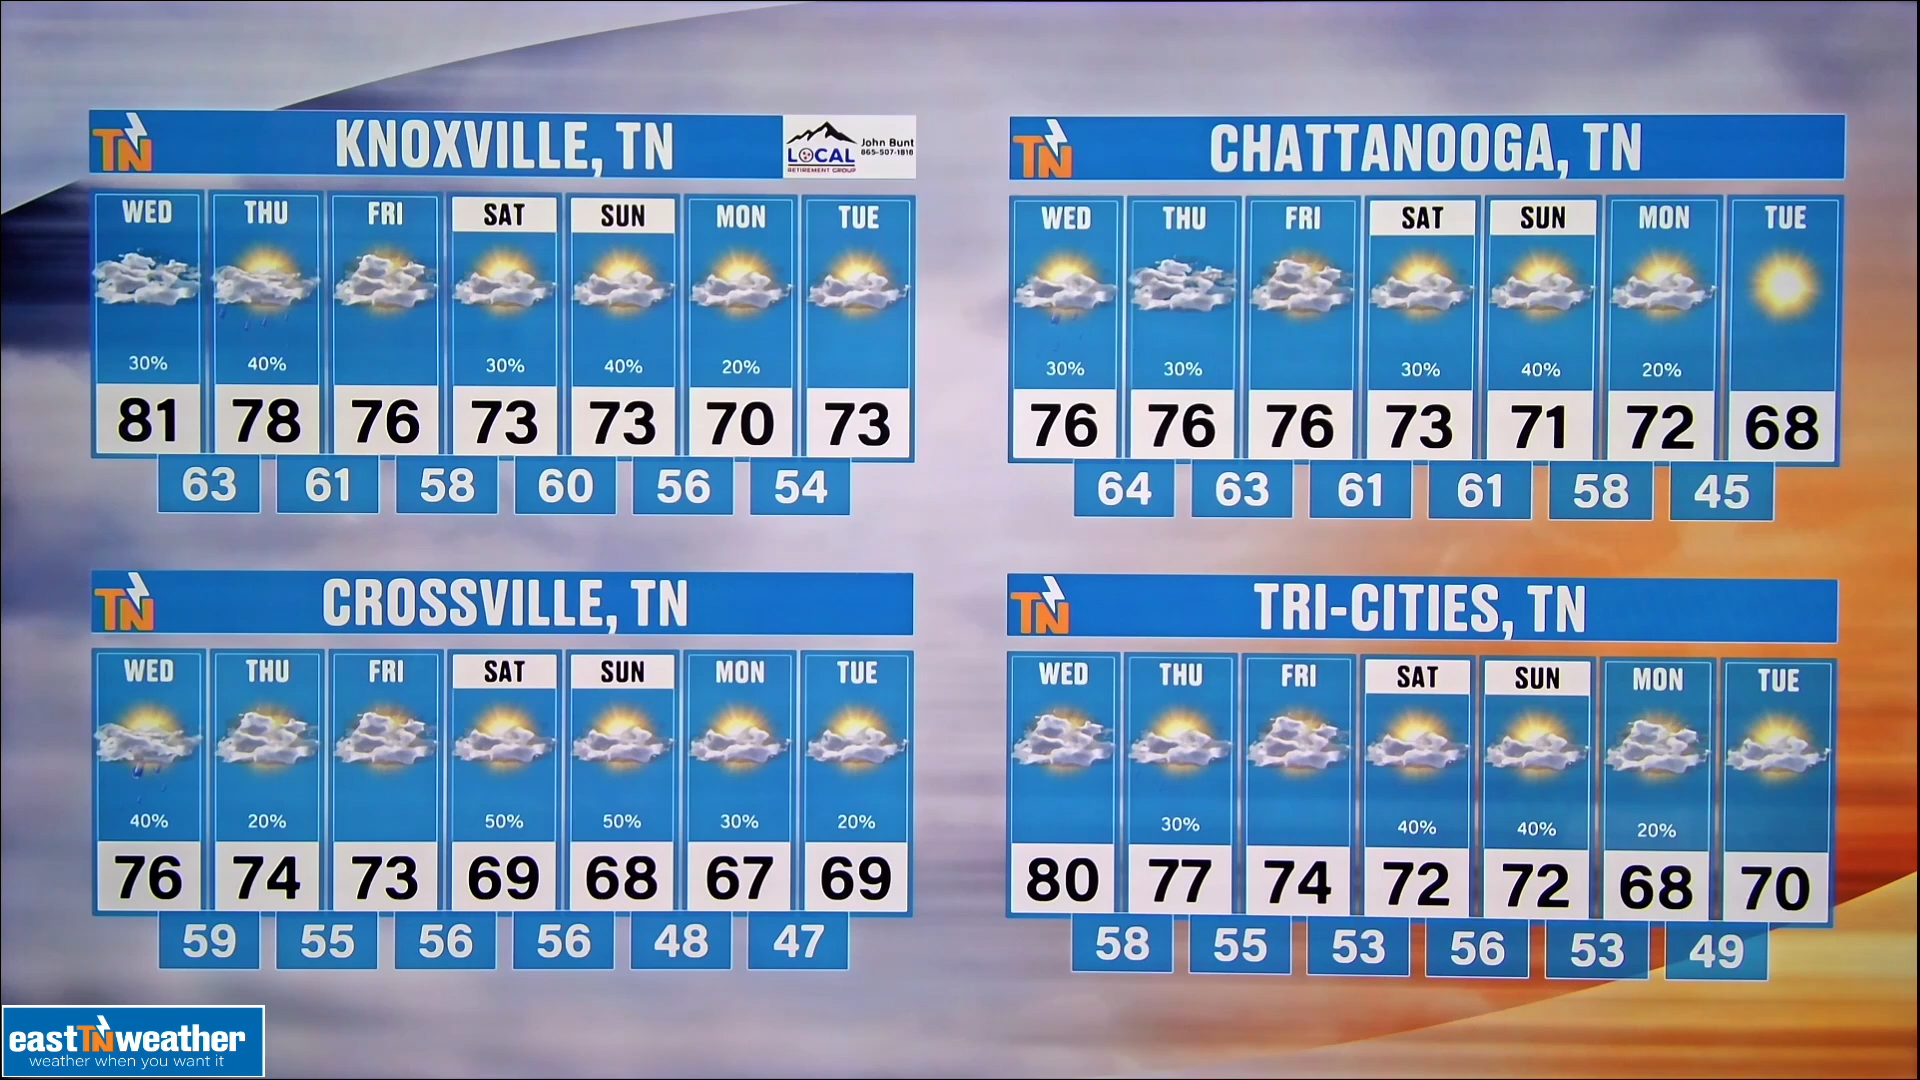 TN KNOXVILLE, TN
LOCAL
RETIREMENT GROUP
John Bunt
865-507-1818
WED THU FRI SAT SUN MON TUE
30% 40% 30% 40% 20%
81 78 76 73 73 70 73
63 61 58 60 56 54
TN CHATTANOOGA, TN
WED THU FRI SAT SUN MON TUE
30% 30% 30% 40% 20%
76 76 76 73 71 72 68
64 63 61 61 58 45
TN CROSSVILLE, TN
WED THU FRI SAT SUN MON TUE
40% 20% 50% 50% 30% 20%
76 74 73 69 68 67 69
59 55 56 56 48 47
TN TRI-CITIES, TN
WED THU FRI SAT SUN MON TUE
30% 40% 40% 20%
80 77 74 72 72 68 70
58 55 53 56 53 49
eastTNweather
weather when you want it